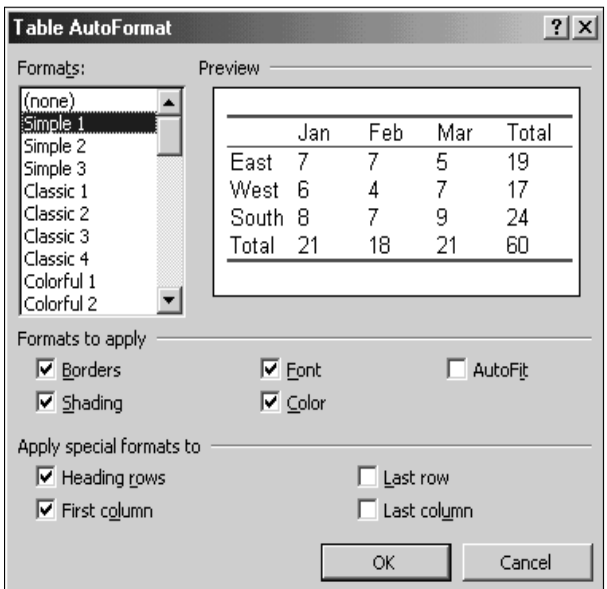 Table AutoFormat
Formats:
(none)
Simple 1
Simple 2
Simple 3
Classic 1
Classic 2
Classic 3
Classic 4
Colorful 1
Colorful 2
Preview
Jan Feb Mar Total
East 7 7 5 19
West 6 4 7 17
South 8 7 9 24
Total 21 18 21 60
Formats to apply
Borders Font AutoFit
Shading Color
Apply special formats to
Heading rows Last row
First column Last column
OK Cancel